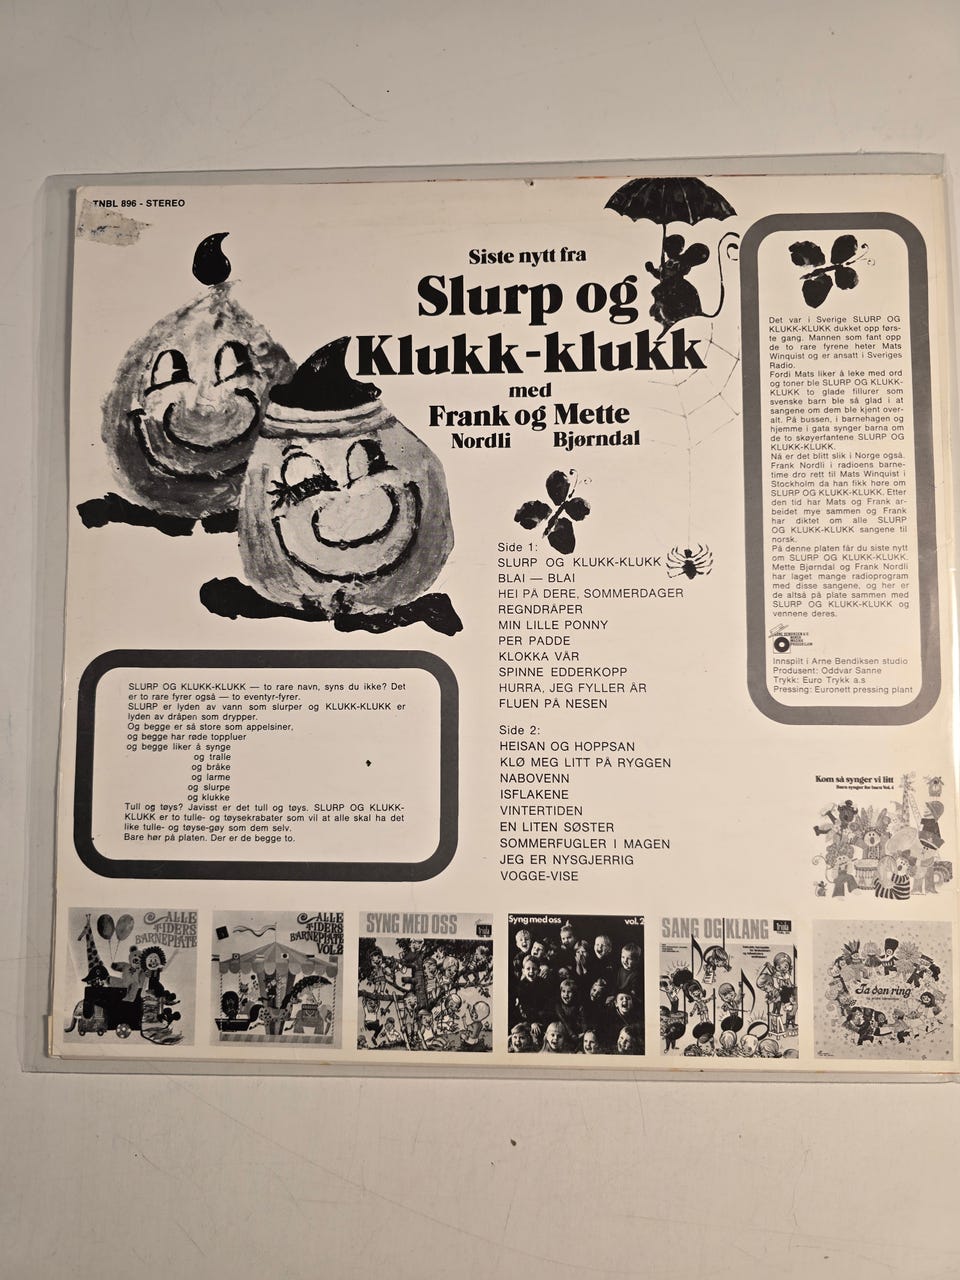 TNBL 896 - STEREO
Siste nytt fra
Slurp og
Klukk-klukk
med
Frank og Mette
Nordli Bjørndal
Det var i Sverige SLURP OG
KLUKK-KLUKK dukket opp førs-
te gang. Mannen som fant opp
de to rare fyrene heter Mats
Winquist og er ansatt i Sveriges
Radio.
Fordi Mats liker å leke med ord
og toner ble SLURP OG KLUKK-
KLUKK to glade fillurer som
svenske barn ble så glad i at
sangene om dem ble kjent over-
alt. På bussen, i barnehagen og
hjemme i gata synger barna om
de to skøyerfantene SLURP OG
KLUKK-KLUKK.
Nå er det blitt slik i Norge også.
Frank Nordli i radioens barne-
time dro rett til Mats Winquist i
Stockholm da han fikk høre om
SLURP OG KLUKK-KLUKK. Etter
den tid har Mats og Frank ar-
beidet mye sammen og Frank
har diktet om alle SLURP
OG KLUKK-KLUKK sangene til
norsk.
På denne platen får du siste nytt
om SLURP OG KLUKK-KLUKK.
Mette Bjørndal og Frank Nordli
har laget mange radioprogram
med disse sangene, og her er
de altså på plate sammen med
SLURP OG KLUKK-KLUKK og
vennene deres.
Innspilt i Arne Bendiksen studio
Produsent: Oddvar Sanne
Trykk: Euro Trykk a.s
Pressing: Euronett pressing plant
Side 1:
SLURP OG KLUKK-KLUKK
BLAI — BLAI
HEI PÅ DERE, SOMMERDAGER
REGNDRÅPER
MIN LILLE PONNY
PER PADDE
KLOKKA VÅR
SPINNE EDDERKOPP
HURRA, JEG FYLLER ÅR
FLUEN PÅ NESEN
Side 2:
HEISAN OG HOPPSAN
KLØ MEG LITT PÅ RYGGEN
NABOVENN
ISFLAKENE
VINTERTIDEN
EN LITEN SØSTER
SOMMERFUGLER I MAGEN
JEG ER NYSGJERRIG
VOGGE-VISE
SLURP OG KLUKK-KLUKK — to rare navn, syns du ikke? Det
er to rare fyrer også — to eventyr-fyrer.
SLURP er lyden av vann som slurper og KLUKK-KLUKK er
lyden av dråpen som drypper.
Og begge er så store som appelsiner,
og begge har røde toppluer
og begge liker å synge
og tralle
og bråke
og larme
og slurpe
og klukke
Tull og tøys? Javisst er det tull og tøys. SLURP OG KLUKK-
KLUKK er to tulle- og tøysekrabater som vil at alle skal ha det
like tulle- og tøyse-gøy som dem selv.
Bare hør på platen. Der er de begge to.
Kom så synger vi litt
Barn synger for barn Vol. 4
ALLE
TIDERS
BARNEPLATE
ALLE
TIDERS
BARNEPLATE
VOL 2
SYNG MED OSS
triola
Syng med oss vol. 2
SANG OG KLANG
triola
Ta den ring